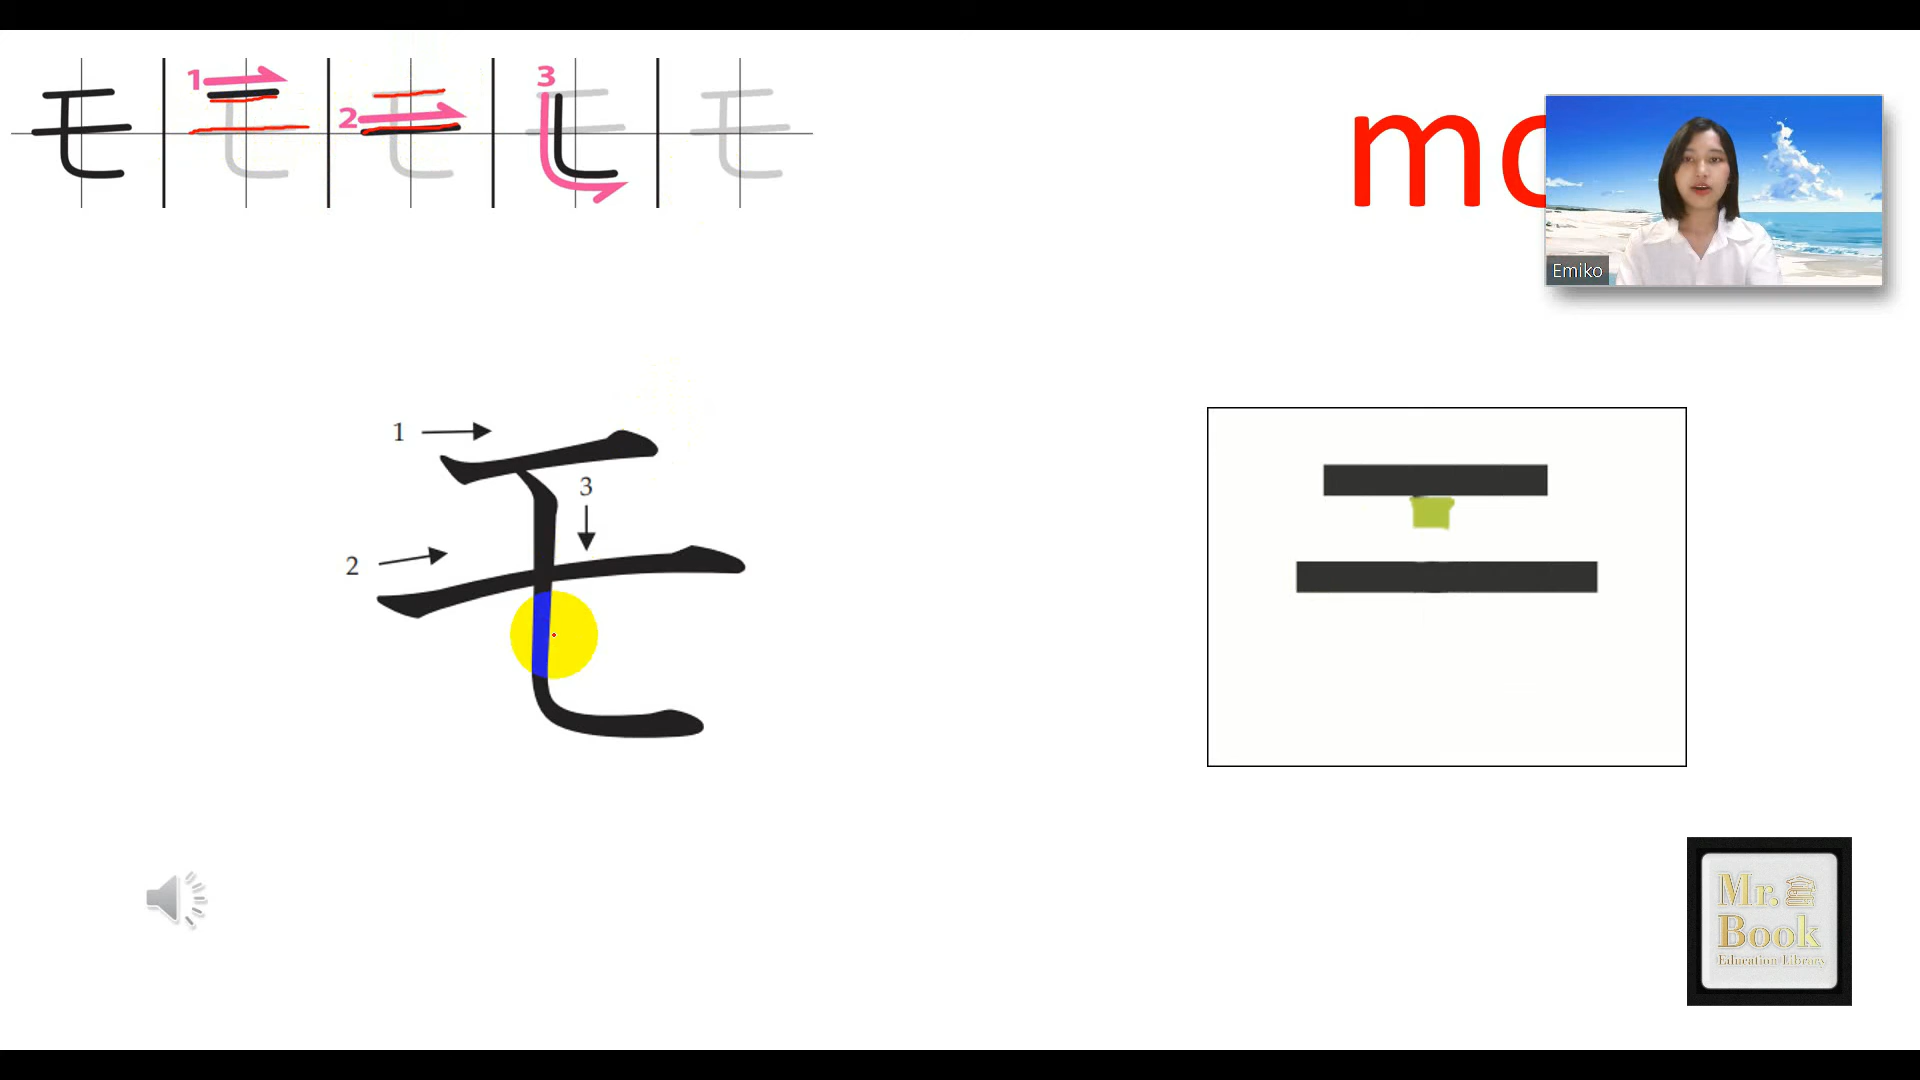 モ 1 2 3
mo
Emiko
1
3
2
モ
Mr.
Book
Education Library